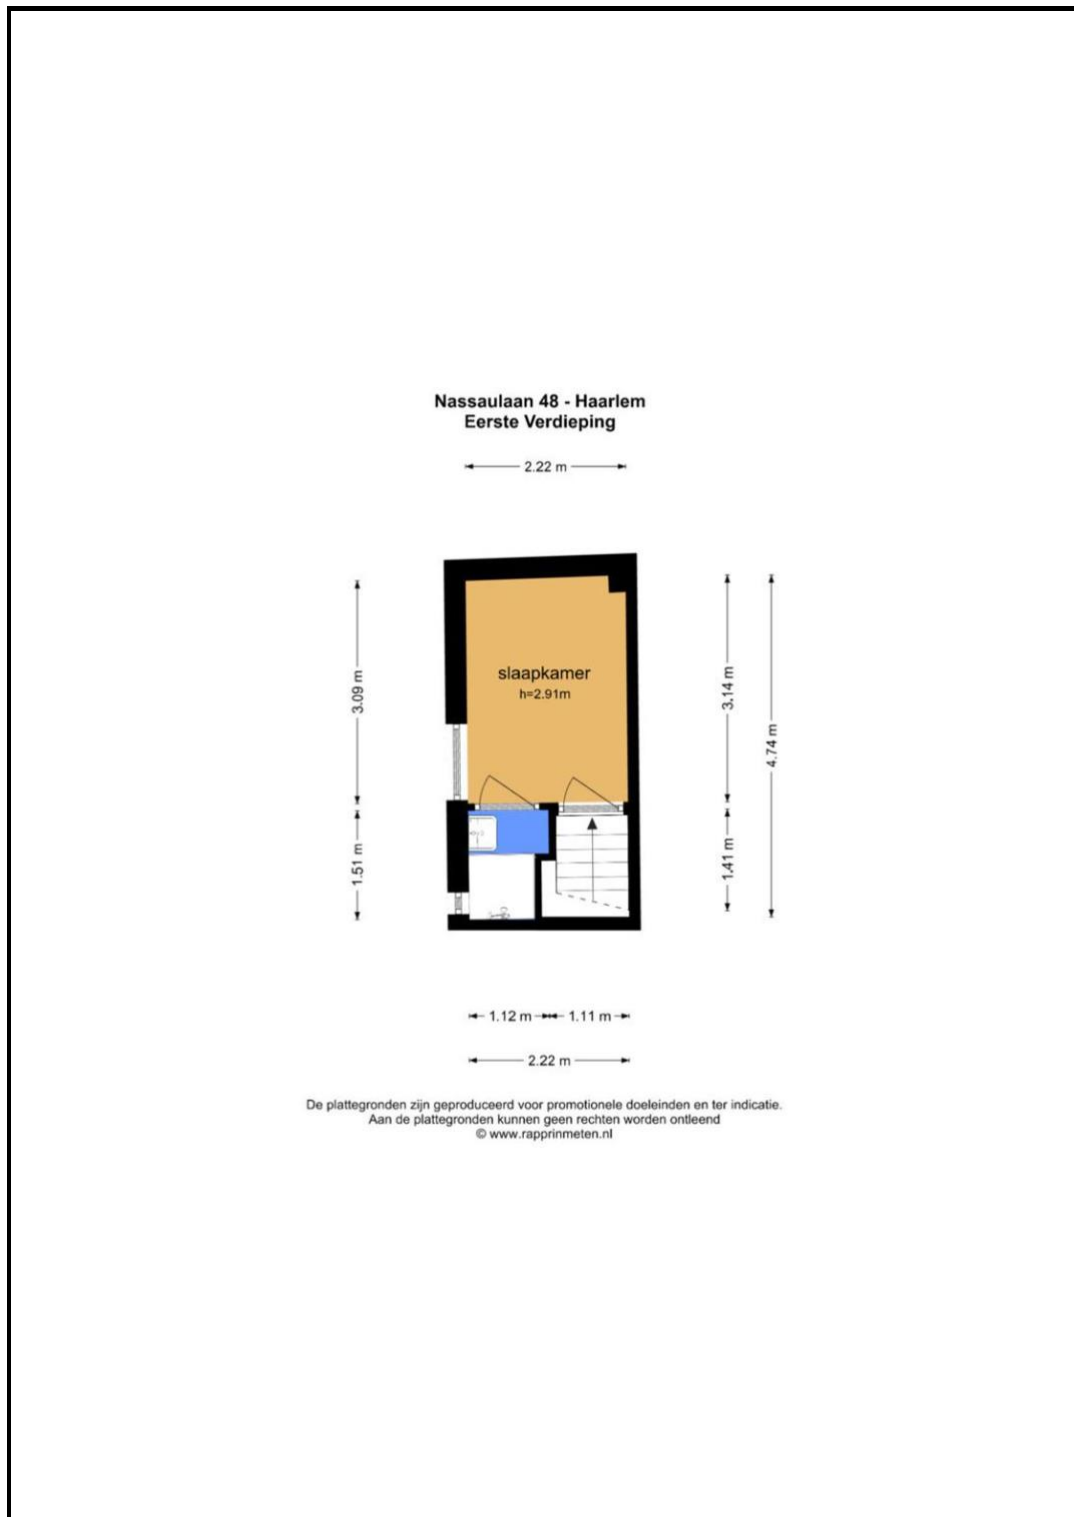 Nassaulaan 48 - Haarlem
Eerste Verdieping
2.22 m
slaapkamer
h=2.91m
3.09 m
3.14 m
4.74 m
1.51 m
1.41 m
1.12 m
1.11 m
2.22 m
De plattegronden zijn geproduceerd voor promotionele doeleinden en ter indicatie.
Aan de plattegronden kunnen geen rechten worden ontleend
© www.rapprinmeten.nl